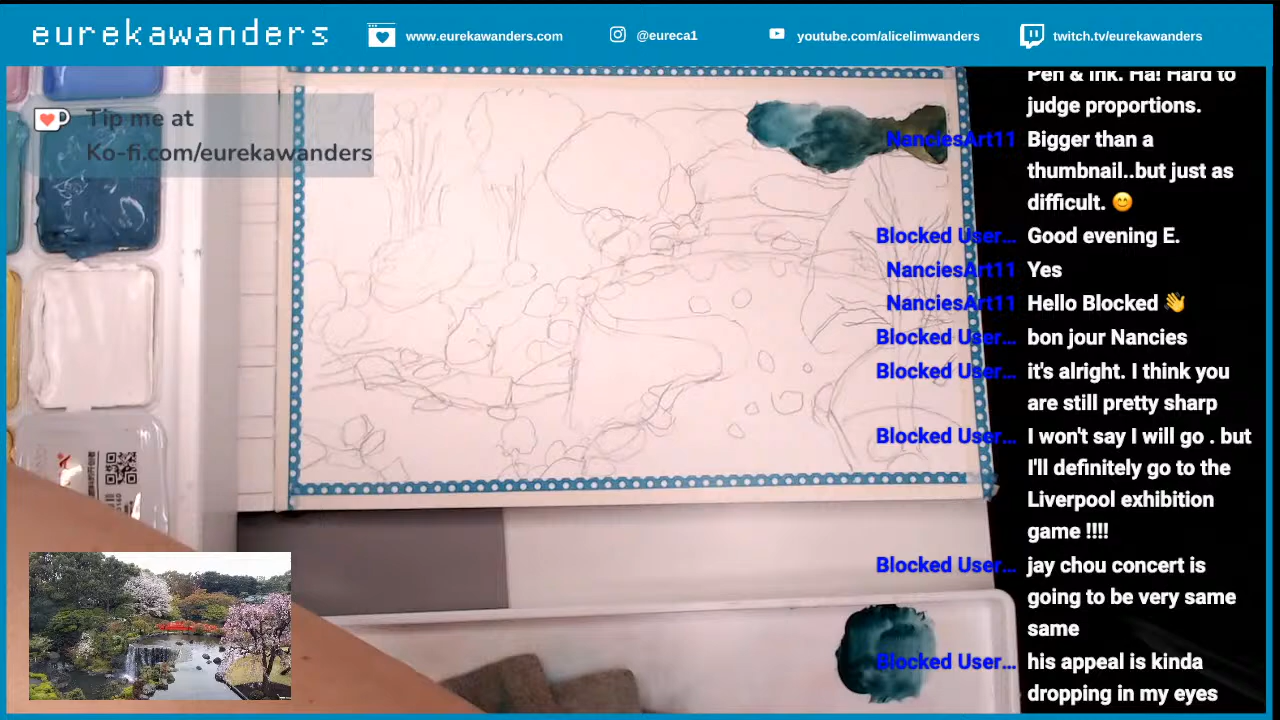 eurekawanders
www.eurekawanders.com
@eureca1
youtube.com/alicelimwanders
twitch.tv/eurekawanders
Tip me at
Ko-fi.com/eurekawanders
Pen & Ink. Ha! Hard to
judge proportions.
NanciesArt11 Bigger than a
thumbnail..but just as
difficult. 😊
Blocked User... Good evening E.
NanciesArt11 Yes
NanciesArt11 Hello Blocked 👋
Blocked User... bon jour Nancies
Blocked User... it's alright. I think you
are still pretty sharp
Blocked User... I won't say I will go . but
I'll definitely go to the
Liverpool exhibition
game !!!!
Blocked User... jay chou concert is
going to be very same
same
Blocked User... his appeal is kinda
dropping in my eyes